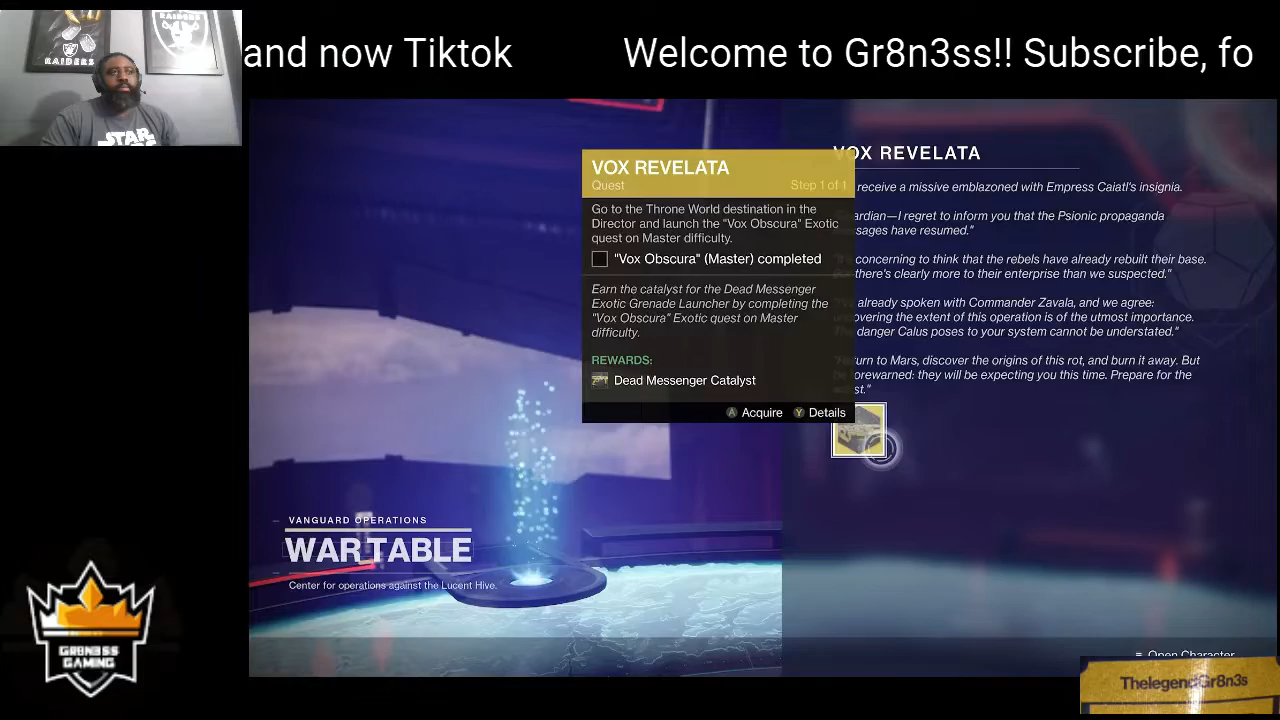 RAIDERS
STAR
and now Tiktok
Welcome to Gr8n3ss!! Subscribe, fo
VOX REVELATA
Quest
Step 1 of 1
Go to the Throne World destination in the
Director and launch the "Vox Obscura" Exotic
quest on Master difficulty.
"Vox Obscura" (Master) completed
Earn the catalyst for the Dead Messenger
Exotic Grenade Launcher by completing the
"Vox Obscura" Exotic quest on Master
difficulty.
REWARDS:
Dead Messenger Catalyst
A Acquire
Y Details
VOX REVELATA
receive a missive emblazoned with Empress Caiatl's insignia.
ardian—I regret to inform you that the Psionic propaganda
sages have resumed."
concerning to think that the rebels have already rebuilt their base.
there's clearly more to their enterprise than we suspected."
already spoken with Commander Zavala, and we agree:
overing the extent of this operation is of the utmost importance.
danger Calus poses to your system cannot be understated."
urn to Mars, discover the origins of this rot, and burn it away. But
orewarned: they will be expecting you this time. Prepare for the
st."
VANGUARD OPERATIONS
WAR TABLE
Center for operations against the Lucent Hive.
GR8N3SS
GAMING
Open Character
ThelegendGr8n3s